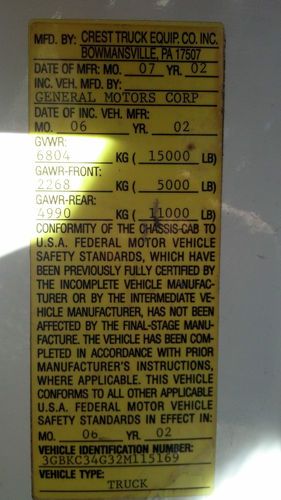 MFD. BY: CREST TRUCK EQUIP. CO. INC.
BOWMANSVILLE, PA 17507
DATE OF MFR: MO. 07 YR. 02
INC. VEH. MFD. BY:
GENERAL MOTORS CORP
DATE OF INC. VEH. MFR:
MO. 06 YR. 02
GVWR:
6804 KG ( 15000 LB)
GAWR-FRONT:
2268 KG ( 5000 LB)
GAWR-REAR:
4990 KG ( 11000 LB)
CONFORMITY OF THE CHASSIS-CAB TO
U.S.A. FEDERAL MOTOR VEHICLE
SAFETY STANDARDS, WHICH HAVE
BEEN PREVIOUSLY FULLY CERTIFIED BY
THE INCOMPLETE VEHICLE MANUFAC-
TURER OR BY THE INTERMEDIATE VE-
HICLE MANUFACTURER, HAS NOT BEEN
AFFECTED BY THE FINAL-STAGE MANU-
FACTURE. THE VEHICLE HAS BEEN COM-
PLETED IN ACCORDANCE WITH PRIOR
MANUFACTURER'S INSTRUCTIONS,
WHERE APPLICABLE. THIS VEHICLE
CONFORMS TO ALL OTHER APPLICABLE
U.S.A. FEDERAL MOTOR VEHICLE
SAFETY STANDARDS IN EFFECT IN:
MO. 06 YR. 02
VEHICLE IDENTIFICATION NUMBER:
3GBKC34G32M115169
VEHICLE TYPE:
TRUCK